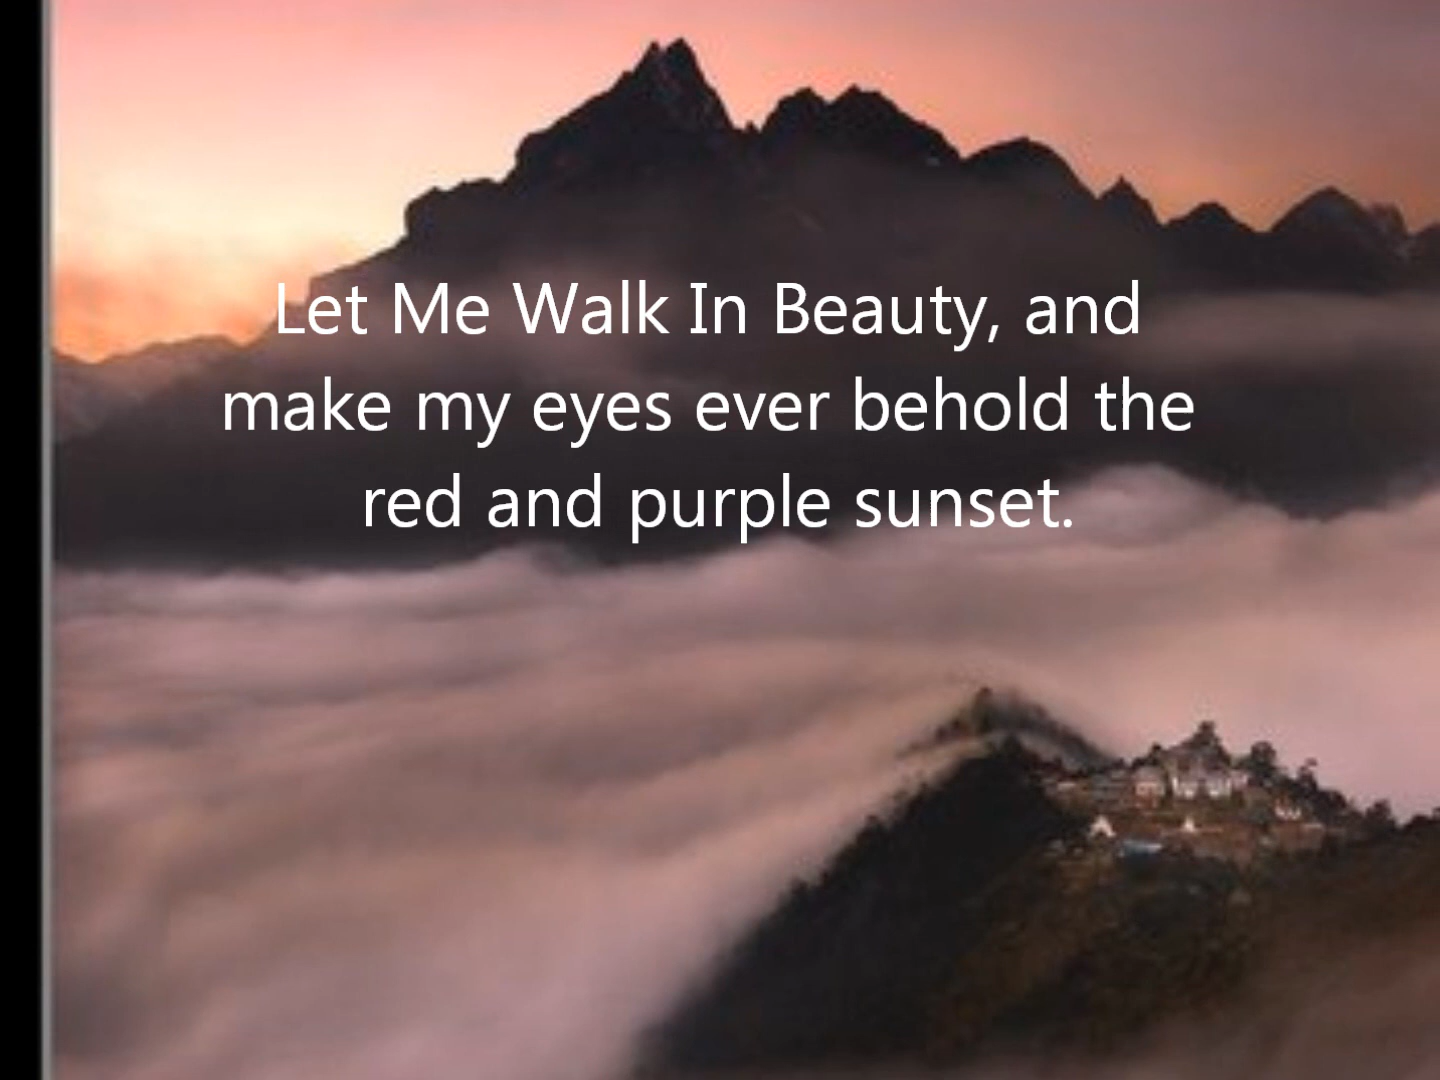 Let Me Walk In Beauty, and
make my eyes ever behold the
red and purple sunset.